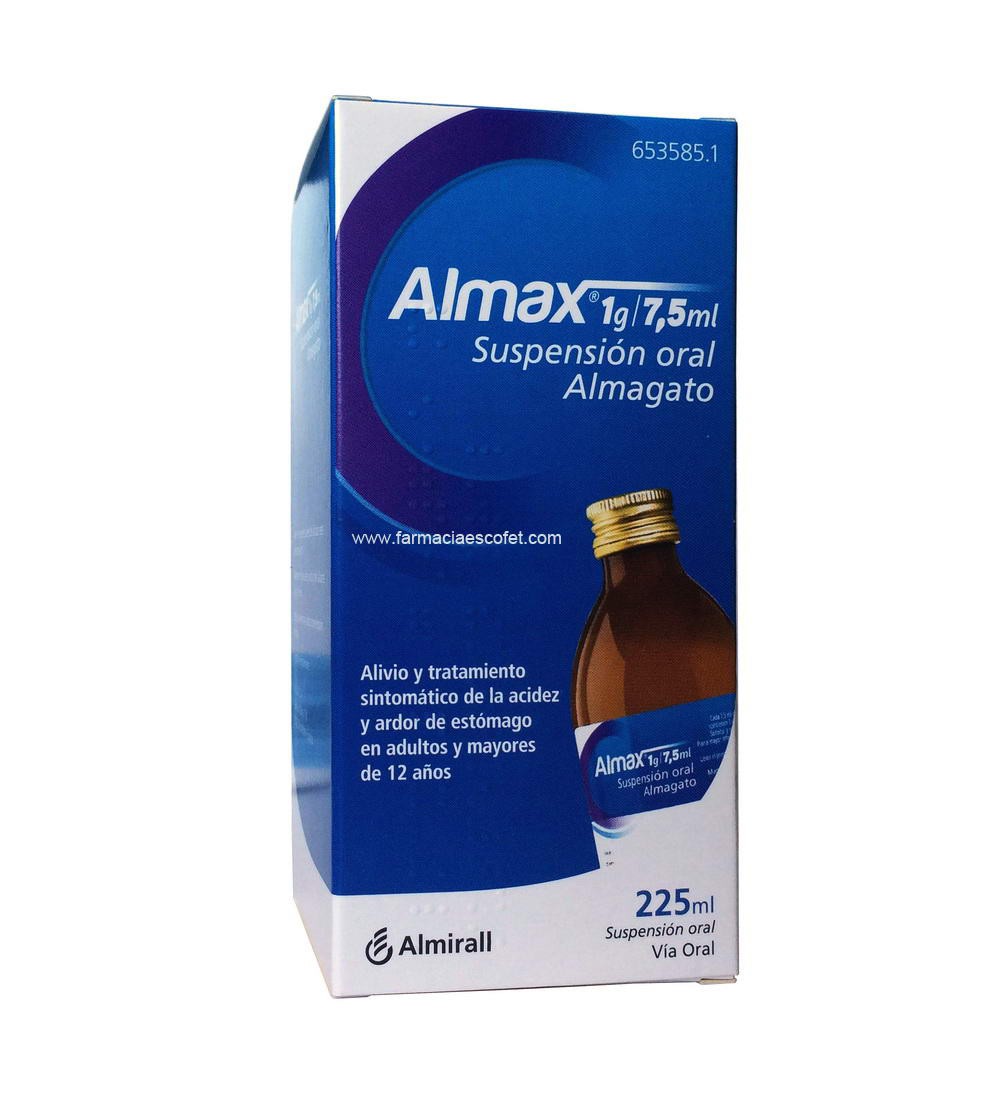 653585.1
Almax® 1g/7,5ml
Suspensión oral
Almagato
www.farmaciaescofet.com
Alivio y tratamiento
sintomático de la acidez
y ardor de estómago
en adultos y mayores
de 12 años
Almax® 1g/7,5ml
Suspensión oral
Almagato
225ml
Suspensión oral
Vía Oral
Almirall